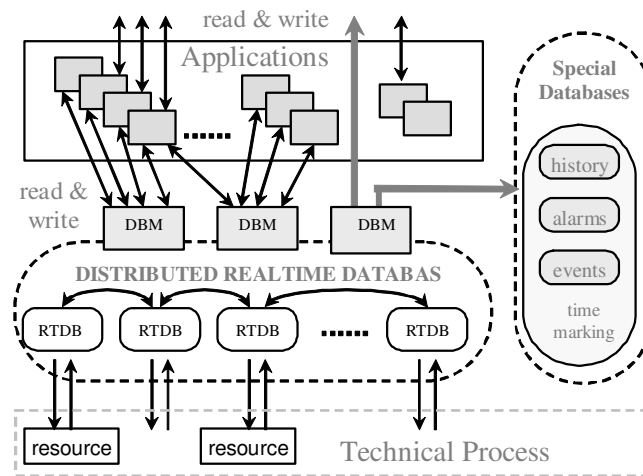 read & write
Applications
Special
Databases
history
alarms
events
time
marking
read &
write
DBM
DBM
DBM
DISTRIBUTED REALTIME DATABAS
RTDB
RTDB
RTDB
RTDB
resource
resource
Technical Process